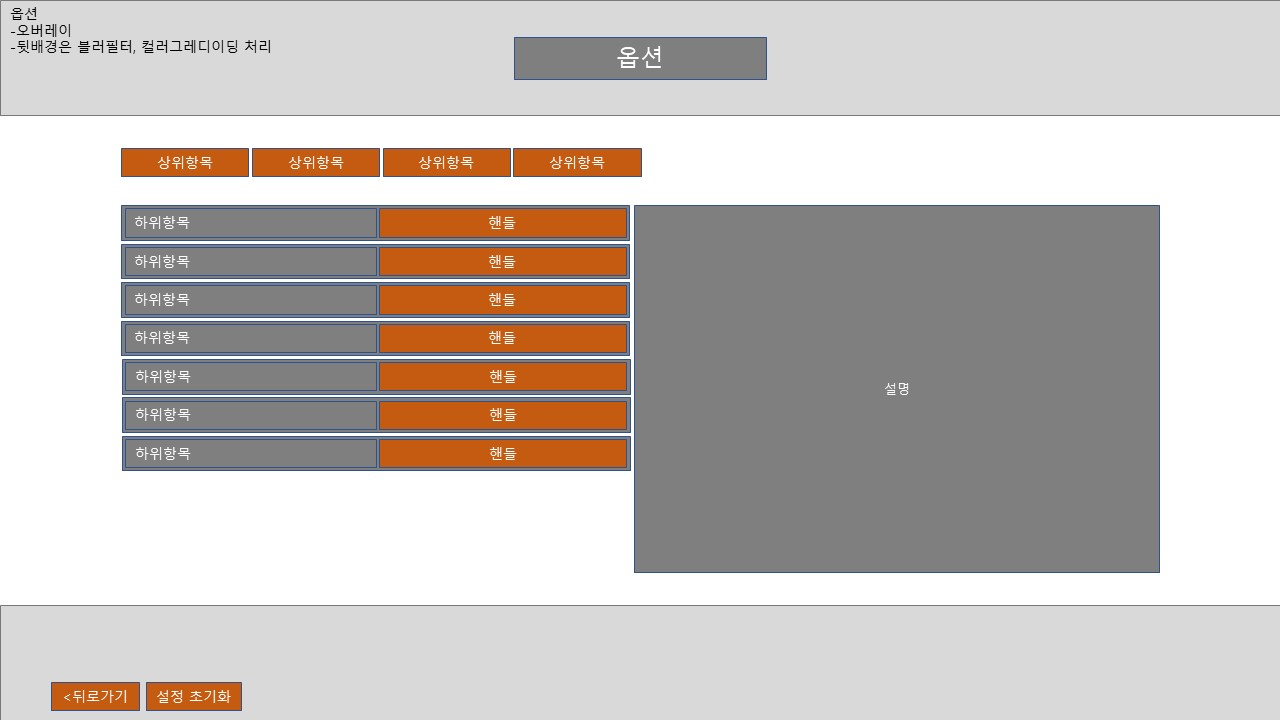 옵션
-오버레이
-뒷배경은 블러필터, 컬러그레디이딩 처리
옵션
상위항목 상위항목 상위항목 상위항목
하위항목 핸들
하위항목 핸들
하위항목 핸들
하위항목 핸들
하위항목 핸들
하위항목 핸들
하위항목 핸들
설명
<뒤로가기 설정 초기화